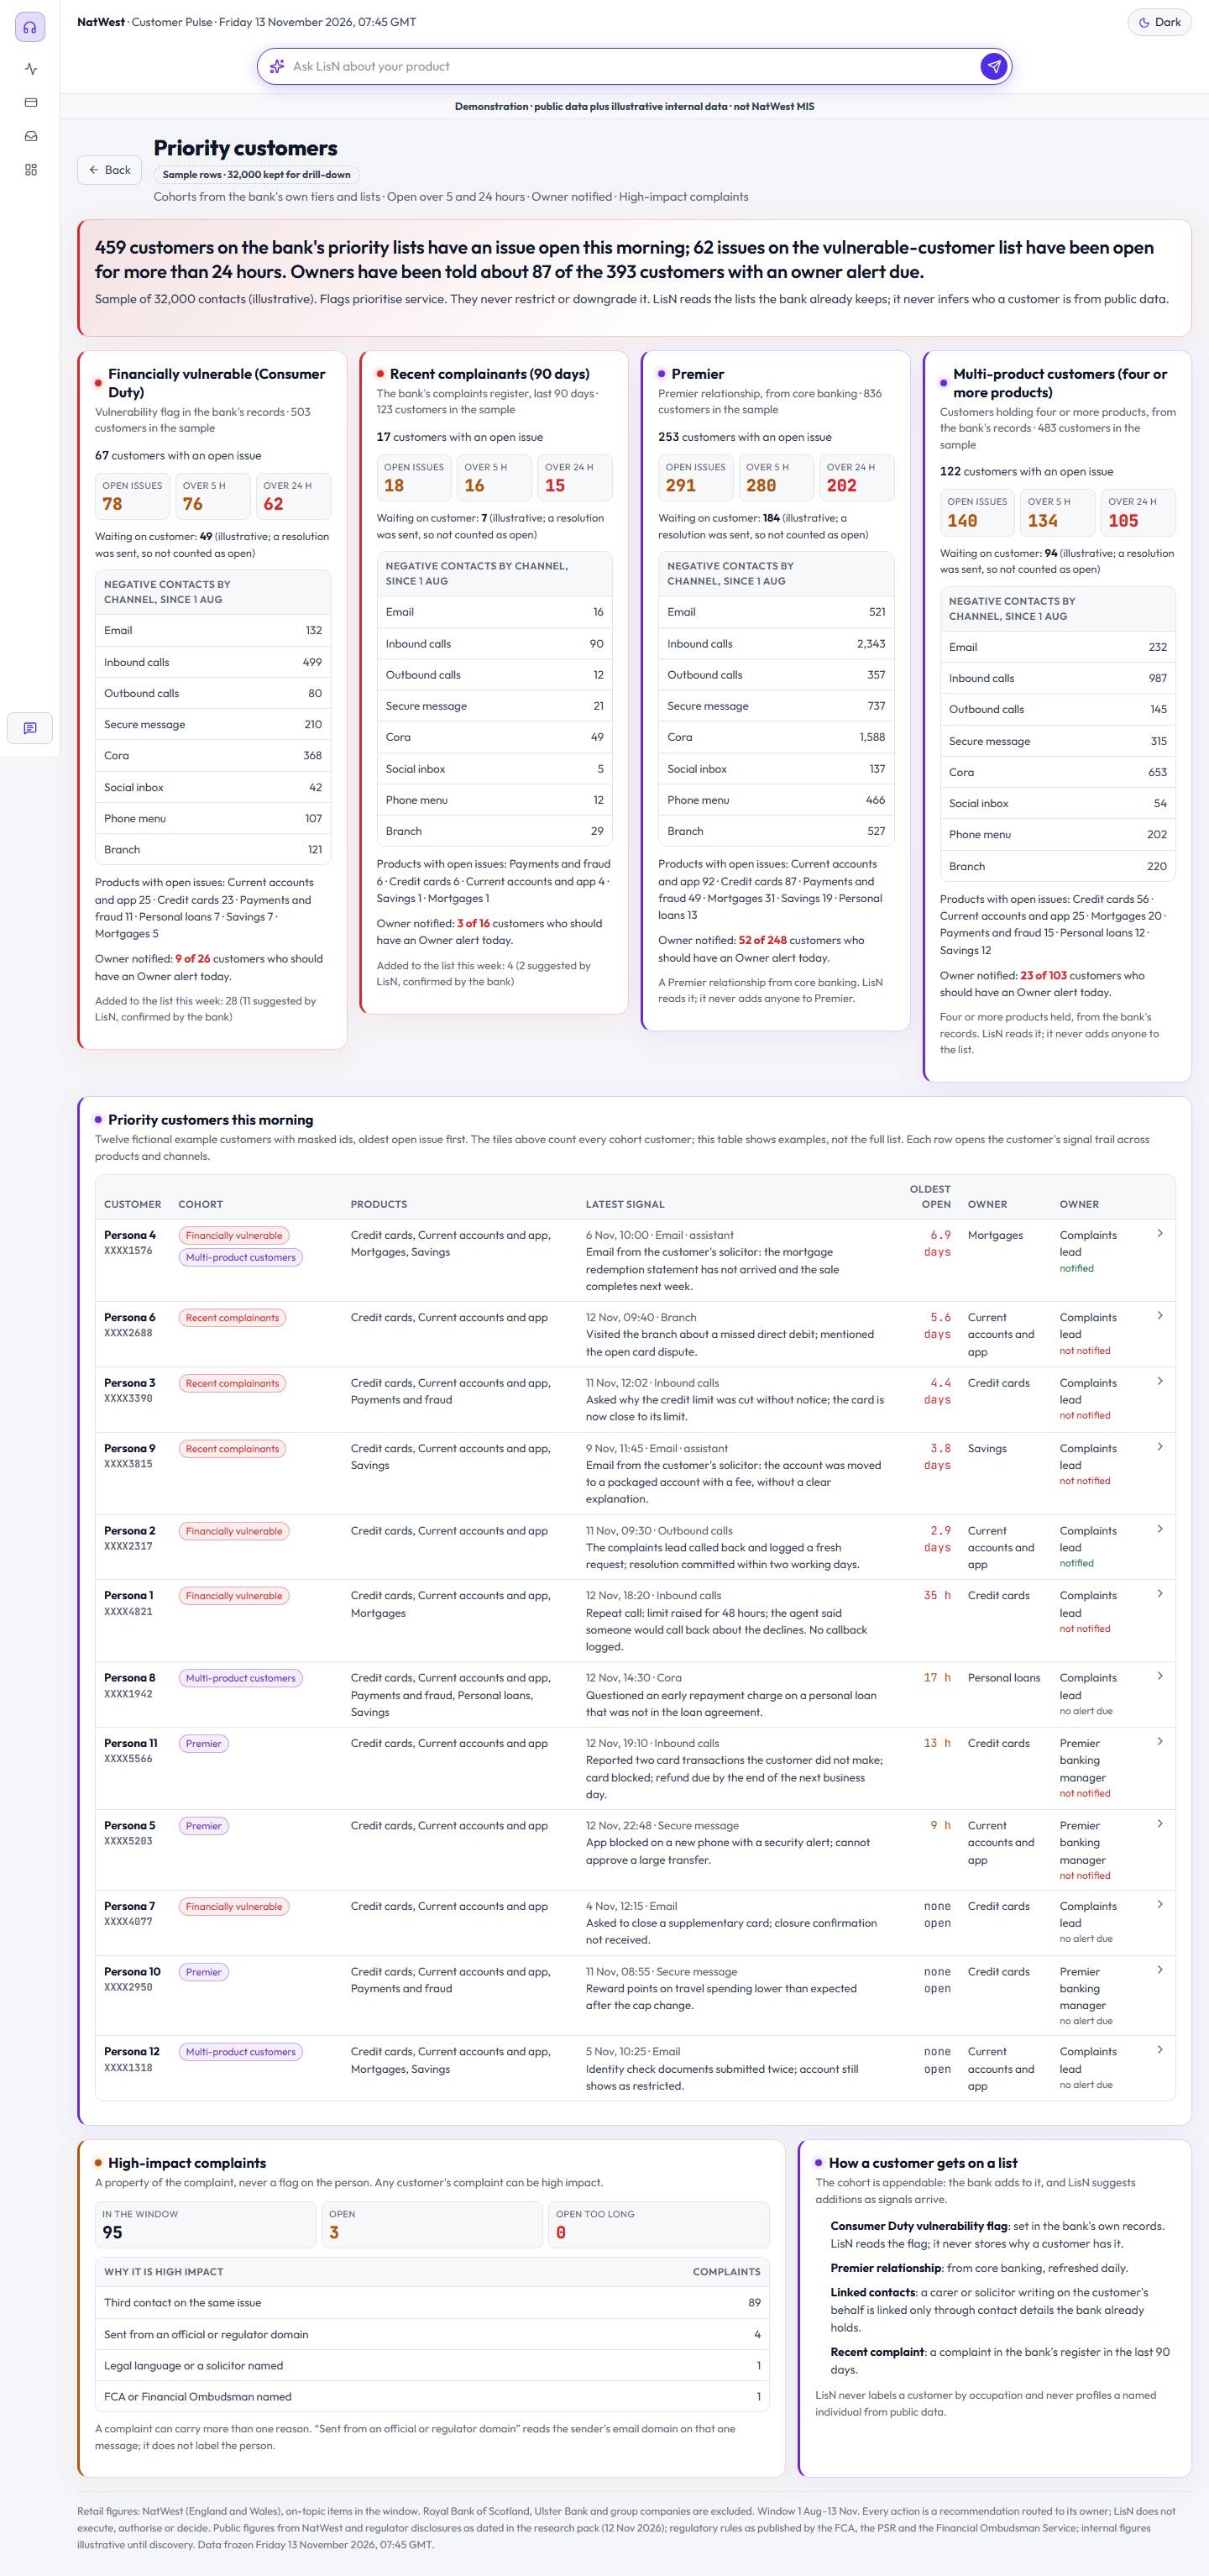 NatWest · Customer Pulse · Friday 13 November 2026, 07:45 GMT
Dark
Ask LisN about your product
Demonstration · public data plus illustrative internal data · not NatWest MIS
Back
Priority customers
Sample rows · 32,000 kept for drill-down
Cohorts from the bank's own tiers and lists · Open over 5 and 24 hours · Owner notified · High-impact complaints
459 customers on the bank's priority lists have an issue open this morning; 62 issues on the vulnerable-customer list have been open
for more than 24 hours. Owners have been told about 87 of the 393 customers with an owner alert due.
Sample of 32,000 contacts (illustrative). Flags prioritise service. They never restrict or downgrade it. LisN reads the lists the bank already keeps; it never infers who a customer is from public data.
Financially vulnerable (Consumer
Duty)
Vulnerability flag in the bank's records · 503
customers in the sample
67 customers with an open issue
OPEN ISSUES OVER 5 H OVER 24 H
78 76 62
Waiting on customer: 49 (illustrative; a resolution
was sent, so not counted as open)
NEGATIVE CONTACTS BY
CHANNEL, SINCE 1 AUG
Email 132
Inbound calls 499
Outbound calls 80
Secure message 210
Cora 368
Social inbox 42
Phone menu 107
Branch 121
Products with open issues: Current accounts
and app 25 · Credit cards 23 · Payments and
fraud 11 · Personal loans 7 · Savings 7 ·
Mortgages 5
Owner notified: 9 of 26 customers who should
have an Owner alert today.
Added to the list this week: 28 (11 suggested by
LisN, confirmed by the bank)
Recent complainants (90 days)
The bank's complaints register, last 90 days ·
123 customers in the sample
17 customers with an open issue
OPEN ISSUES OVER 5 H OVER 24 H
18 16 15
Waiting on customer: 7 (illustrative; a resolution
was sent, so not counted as open)
NEGATIVE CONTACTS BY CHANNEL,
SINCE 1 AUG
Email 16
Inbound calls 90
Outbound calls 12
Secure message 21
Cora 49
Social inbox 5
Phone menu 12
Branch 29
Products with open issues: Payments and fraud
6 · Credit cards 6 · Current accounts and app 4 ·
Savings 1 · Mortgages 1
Owner notified: 3 of 16 customers who should
have an Owner alert today.
Added to the list this week: 4 (2 suggested by
LisN, confirmed by the bank)
Premier
Premier relationship, from core banking · 836
customers in the sample
253 customers with an open issue
OPEN ISSUES OVER 5 H OVER 24 H
291 280 202
Waiting on customer: 184 (illustrative; a
resolution was sent, so not counted as open)
NEGATIVE CONTACTS BY
CHANNEL, SINCE 1 AUG
Email 521
Inbound calls 2,343
Outbound calls 357
Secure message 737
Cora 1,588
Social inbox 137
Phone menu 466
Branch 527
Products with open issues: Current accounts
and app 92 · Credit cards 87 · Payments and
fraud 49 · Mortgages 31 · Savings 19 · Personal
loans 13
Owner notified: 52 of 248 customers who
should have an Owner alert today.
A Premier Relationship from core banking. LisN
reads it; it never adds anyone to Premier.
Multi-product customers (four or
more products)
Customers holding four or more products, from
the bank's records · 483 customers in the
sample
122 customers with an open issue
OPEN ISSUES OVER 5 H OVER 24 H
140 134 105
Waiting on customer: 94 (illustrative; a resolution
was sent, so not counted as open)
NEGATIVE CONTACTS BY
CHANNEL, SINCE 1 AUG
Email 232
Inbound calls 987
Outbound calls 145
Secure message 315
Cora 653
Social inbox 54
Phone menu 202
Branch 220
Products with open issues: Credit cards 56 ·
Current accounts and app 25 · Mortgages 20 ·
Payments and fraud 15 · Personal loans 12 ·
Savings 12
Owner notified: 23 of 103 customers who
should have an Owner alert today.
Four or more products held, from the bank's
records. LisN reads it; it never adds anyone to
the list.
Priority customers this morning
Twelve fictional example customers with masked ids, oldest open issue first. The tiles above count every cohort customer; this table shows examples, not the full list. Each row opens the customer's signal trail across
products and channels.
CUSTOMER COHORT PRODUCTS LATEST SIGNAL OLDEST OPEN OWNER OWNER
Persona 4 Financially vulnerable Credit cards, Current accounts and app, 6 Nov, 10:00 · Email · assistant 6.9 Mortgages Complaints
XXXX1576 Multi-product customers Mortgages, Savings Email from the customer's solicitor: the mortgage days lead
redemption statement has not arrived and the sale notified
completes next week.
Persona 6 Recent complainants Credit cards, Current accounts and app 12 Nov, 09:40 · Branch 5.6 Current Complaints
XXXX2688 Visited the branch about a missed direct debit; mentioned days accounts and lead
the open card dispute. app not notified
Persona 3 Recent complainants Credit cards, Current accounts and app, 11 Nov, 12:02 · Inbound calls 4.4 Credit cards Complaints
XXXX3390 Payments and fraud Asked why the credit limit was cut without notice; the card is days lead
now close to its limit. not notified
Persona 9 Recent complainants Credit cards, Current accounts and app, 9 Nov, 11:45 · Email · assistant 3.8 Savings Complaints
XXXX3815 Savings Email from the customer's solicitor: the account was moved days lead
to a packaged account with a fee, without a clear not notified
explanation.
Persona 2 Financially vulnerable Credit cards, Current accounts and app 11 Nov, 09:30 · Outbound calls 2.9 Current Complaints
XXXX2317 The complaints lead called back and logged a fresh days accounts and lead
request; resolution committed within two working days. app notified
Persona 1 Financially vulnerable Credit cards, Current accounts and app, 12 Nov, 18:20 · Inbound calls 35 h Credit cards Complaints
XXXX4821 Mortgages Repeat call: limit raised for 48 hours; the agent said lead
someone would call back about the declines. No callback not notified
logged.
Persona 8 Multi-product customers Credit cards, Current accounts and app, 12 Nov, 14:30 · Cora 17 h Personal loans Complaints
XXXX1942 Payments and fraud, Personal loans, Questioned an early repayment charge on a personal loan lead
Savings that was not in the loan agreement. no alert due
Persona 11 Premier Credit cards, Current accounts and app 12 Nov, 19:10 · Inbound calls 13 h Credit cards Premier
XXXX5566 Reported two card transactions the customer did not make; banking
card blocked; refund due by the end of the next business manager
day. not notified
Persona 5 Premier Credit cards, Current accounts and app 12 Nov, 22:48 · Secure message 9 h Current Premier
XXXX5203 App blocked on a new phone with a security alert; cannot accounts and banking
approve a large transfer. app manager
not notified
Persona 7 Financially vulnerable Credit cards, Current accounts and app 4 Nov, 12:15 · Email none Credit cards Complaints
XXXX4077 Asked to close a supplementary card; closure confirmation open lead
not received. no alert due
Persona 10 Premier Credit cards, Current accounts and app, 11 Nov, 08:55 · Secure message none Credit cards Premier
XXXX2950 Payments and fraud Reward points on travel spending lower than expected open banking
after the cap change. manager
no alert due
Persona 12 Multi-product customers Credit cards, Current accounts and app, 5 Nov, 10:25 · Email none Current Complaints
XXXX1318 Mortgages, Savings Identity check documents submitted twice; account still open accounts and lead
shows as restricted. app no alert due
High-impact complaints
A property of the complaint, never a flag on the person. Any customer's complaint can be high impact.
IN THE WINDOW OPEN OPEN TOO LONG
95 3 0
WHY IT IS HIGH IMPACT COMPLAINTS
Third contact on the same issue 89
Sent from an official or regulator domain 4
Legal language or a solicitor named 1
FCA or Financial Ombudsman named 1
A complaint can carry more than one reason. “Sent from an official or regulator domain” reads the sender's email domain on that one
message; it does not label the person.
How a customer gets on a list
The cohort is appendable: the bank adds to it, and LisN suggests
additions as signals arrive.
Consumer Duty vulnerability flag: set in the bank's own records.
LisN reads the flag; it never stores why a customer has it.
Premier relationship: from core banking, refreshed daily.
Linked contacts: a carer or solicitor writing on the customer's
behalf is linked only through contact details the bank already
holds.
Recent complaint: a complaint in the bank's register in the last 90
days.
LisN never labels a customer by occupation and never profiles a named
individual from public data.
Retail figures: NatWest (England and Wales), on-topic items in the window. Royal Bank of Scotland, Ulster Bank and group companies are excluded. Window 1 Aug–13 Nov. Every action is a recommendation routed to its owner; LisN does not
execute, authorise or decide. Public figures from NatWest and regulator disclosures as dated in the research pack (12 Nov 2026); regulatory rules as published by the FCA, the PSR and the Financial Ombudsman Service; internal figures
illustrative until discovery. Data frozen Friday 13 November 2026, 07:45 GMT.